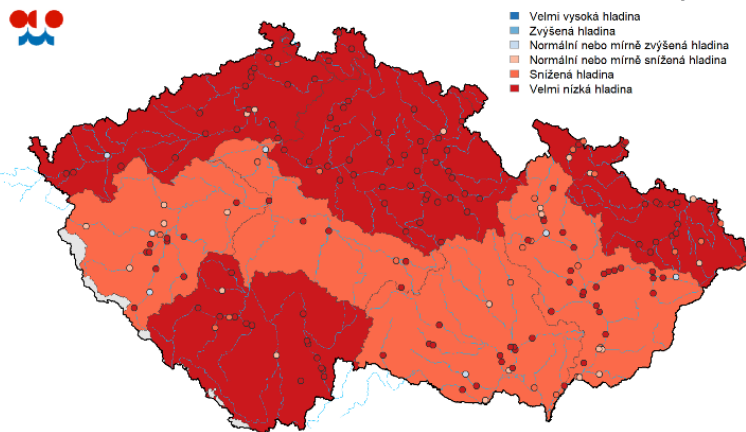 Velmi vysoká hladina
Zvýšená hladina
Normální nebo mírně zvýšená hladina
Normální nebo mírně snížená hladina
Snížená hladina
Velmi nízká hladina